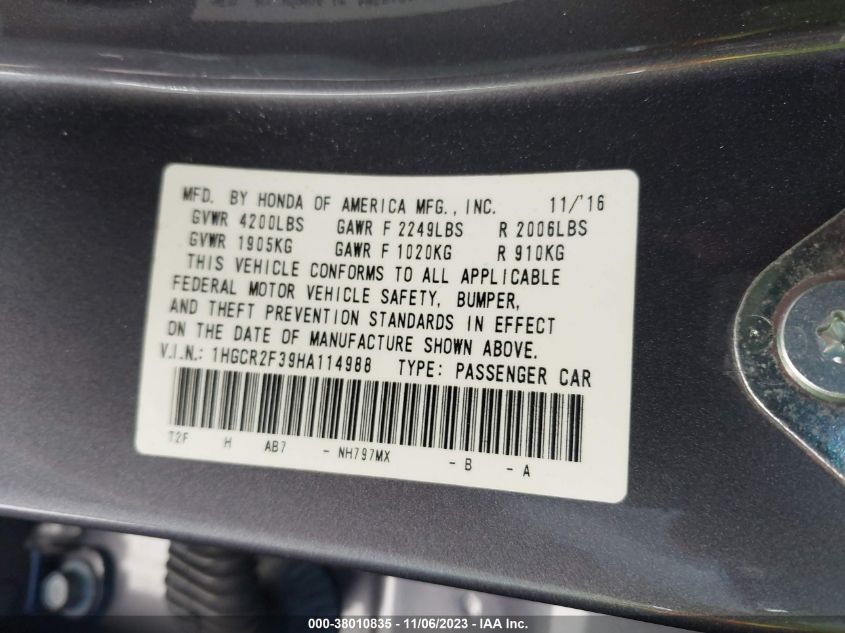 MFD. BY HONDA OF AMERICA MFG., INC. 11/'16
GVWR 4200LBS GAWR F 2249LBS R 2006LBS
GVWR 1905KG GAWR F 1020KG R 910KG
THIS VEHICLE CONFORMS TO ALL APPLICABLE
FEDERAL MOTOR VEHICLE SAFETY, BUMPER,
AND THEFT PREVENTION STANDARDS IN EFFECT
ON THE DATE OF MANUFACTURE SHOWN ABOVE.
V.I.N.: 1HGCR2F39HA114988 TYPE: PASSENGER CAR
T2F H AB7 - NH797MX - B - A
000-38010835 - 11/06/2023 - IAA Inc.